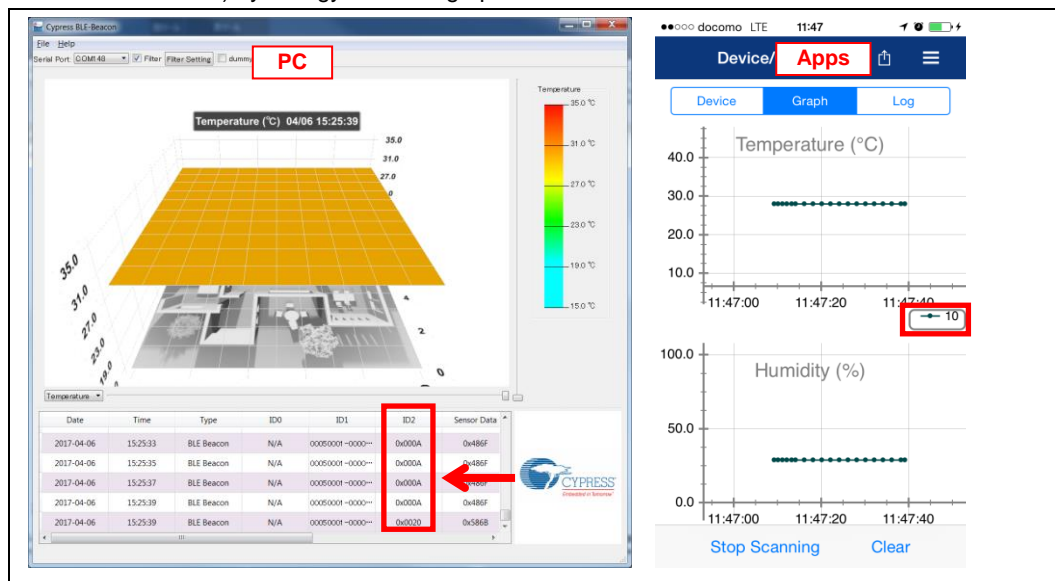 Cypress BLE-Beacon
File Help
Serial Port: COM148 Filter Filter Setting dummy
PC
Temperature (℃) 04/06 15:25:39
35.0
31.0
27.0
35.0
31.0
27.0
23.0
19.0
4
2
0
0
Temperature
35.0 ℃
31.0 ℃
27.0 ℃
23.0 ℃
19.0 ℃
15.0 ℃
Temperature
Date Time Type ID0 ID1 ID2 Sensor Data
2017-04-06 15:25:33 BLE Beacon N/A 00050001-0000··· 0x000A 0x486F
2017-04-06 15:25:35 BLE Beacon N/A 00050001-0000··· 0x000A 0x486F
2017-04-06 15:25:37 BLE Beacon N/A 00050001-0000··· 0x000A 0x486F
2017-04-06 15:25:39 BLE Beacon N/A 00050001-0000··· 0x000A 0x486F
2017-04-06 15:25:39 BLE Beacon N/A 00050001-0000··· 0x0020 0x586B
CYPRESS
Embedded in Tomorrow
docomo LTE 11:47
Device/ Apps
Device Graph Log
Temperature (°C)
40.0
30.0
20.0
10.0
11:47:00 11:47:20 11:47:40
10
Humidity (%)
100.0
50.0
0.0
11:47:00 11:47:20 11:47:40
Stop Scanning Clear